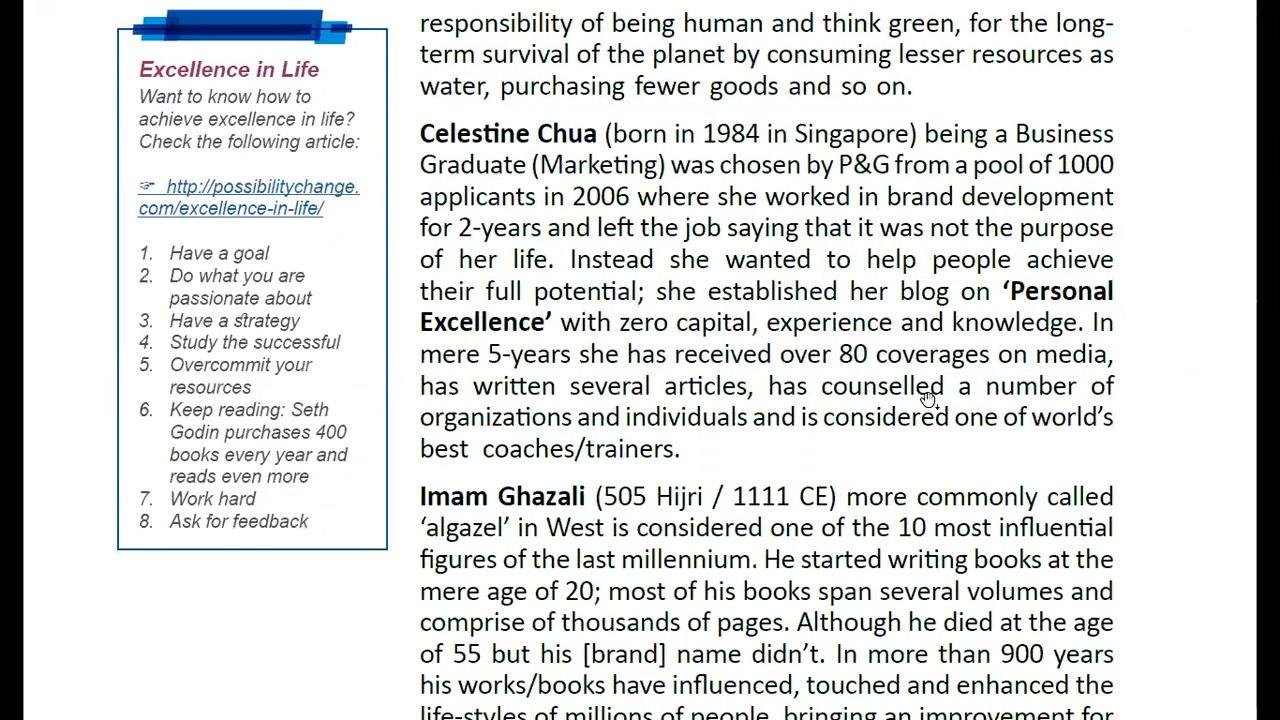 Excellence in Life
Want to know how to
achieve excellence in life?
Check the following article:
☞ http://possibilitychange.
com/excellence-in-life/
1. Have a goal
2. Do what you are
passionate about
3. Have a strategy
4. Study the successful
5. Overcommit your
resources
6. Keep reading: Seth
Godin purchases 400
books every year and
reads even more
7. Work hard
8. Ask for feedback
responsibility of being human and think green, for the long-
term survival of the planet by consuming lesser resources as
water, purchasing fewer goods and so on.
Celestine Chua (born in 1984 in Singapore) being a Business
Graduate (Marketing) was chosen by P&G from a pool of 1000
applicants in 2006 where she worked in brand development
for 2-years and left the job saying that it was not the purpose
of her life. Instead she wanted to help people achieve
their full potential; she established her blog on ‘Personal
Excellence’ with zero capital, experience and knowledge. In
mere 5-years she has received over 80 coverages on media,
has written several articles, has counselled a number of
organizations and individuals and is considered one of world’s
best coaches/trainers.
Imam Ghazali (505 Hijri / 1111 CE) more commonly called
‘algazel’ in West is considered one of the 10 most influential
figures of the last millennium. He started writing books at the
mere age of 20; most of his books span several volumes and
comprise of thousands of pages. Although he died at the age
of 55 but his [brand] name didn’t. In more than 900 years
his works/books have influenced, touched and enhanced the
life-styles of millions of people, bringing an improvement for